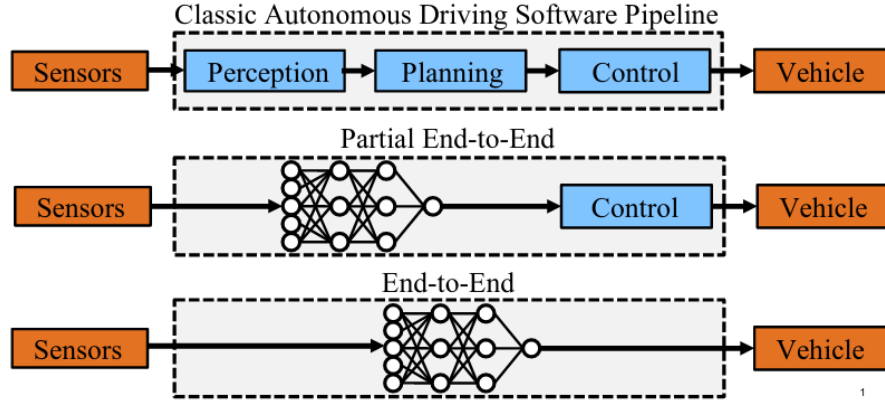 Classic Autonomous Driving Software Pipeline
Sensors Perception Planning Control Vehicle
Partial End-to-End
Sensors Control Vehicle
End-to-End
Sensors Vehicle
1